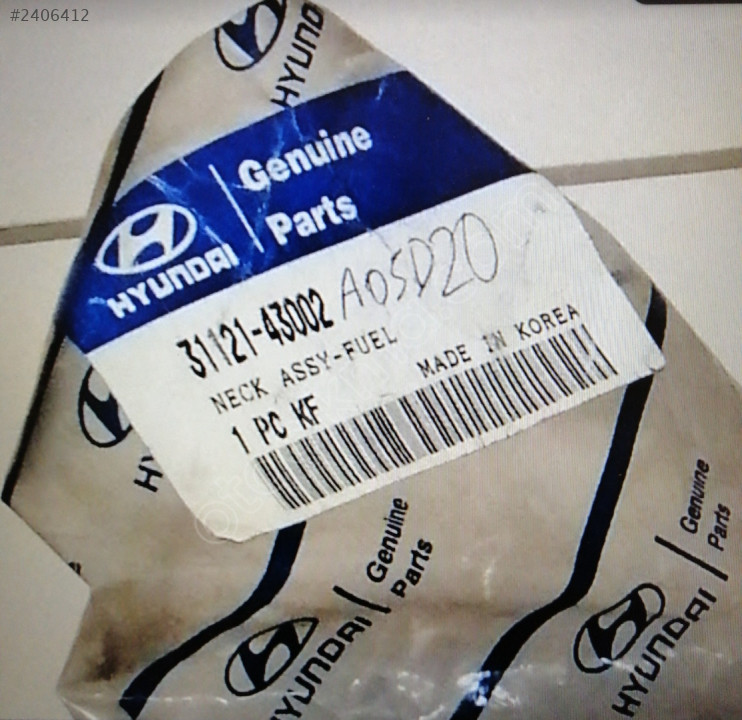 #2406412
HYUNDAI
Genuine
Parts
HYUNDAI
31121-43002 A05D20
NECK ASSY-FUEL
MADE IN KOREA
1 PC KF
Genuine
Parts
HYUNDAI
Genuine
Parts
HYUNDAI